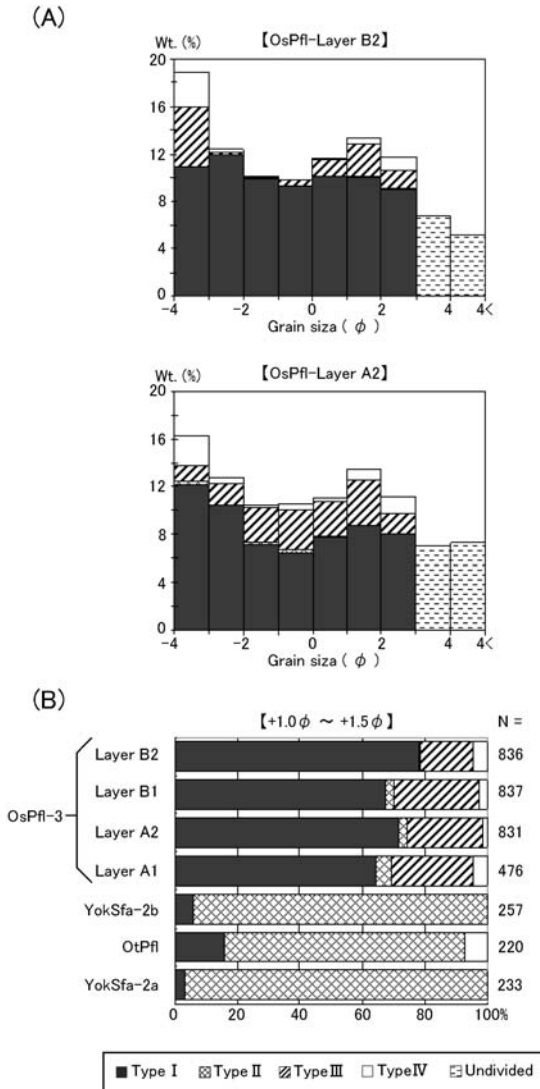 (A)
【OsPfl-Layer B2】
Wt. (%)
20
16
12
8
4
0
-4 -2 0 2 4 4<
Grain siza ( φ )
【OsPfl-Layer A2】
Wt. (%)
20
16
12
8
4
0
-4 -2 0 2 4 4<
Grain size ( φ )
(B)
【+1.0φ ～ +1.5φ】 N =
OsPfl-3
Layer B2 836
Layer B1 837
Layer A2 831
Layer A1 476
YokSfa-2b 257
OtPfl 220
YokSfa-2a 233
0 20 40 60 80 100%
Type Ⅰ Type Ⅱ Type Ⅲ Type Ⅳ Undivided